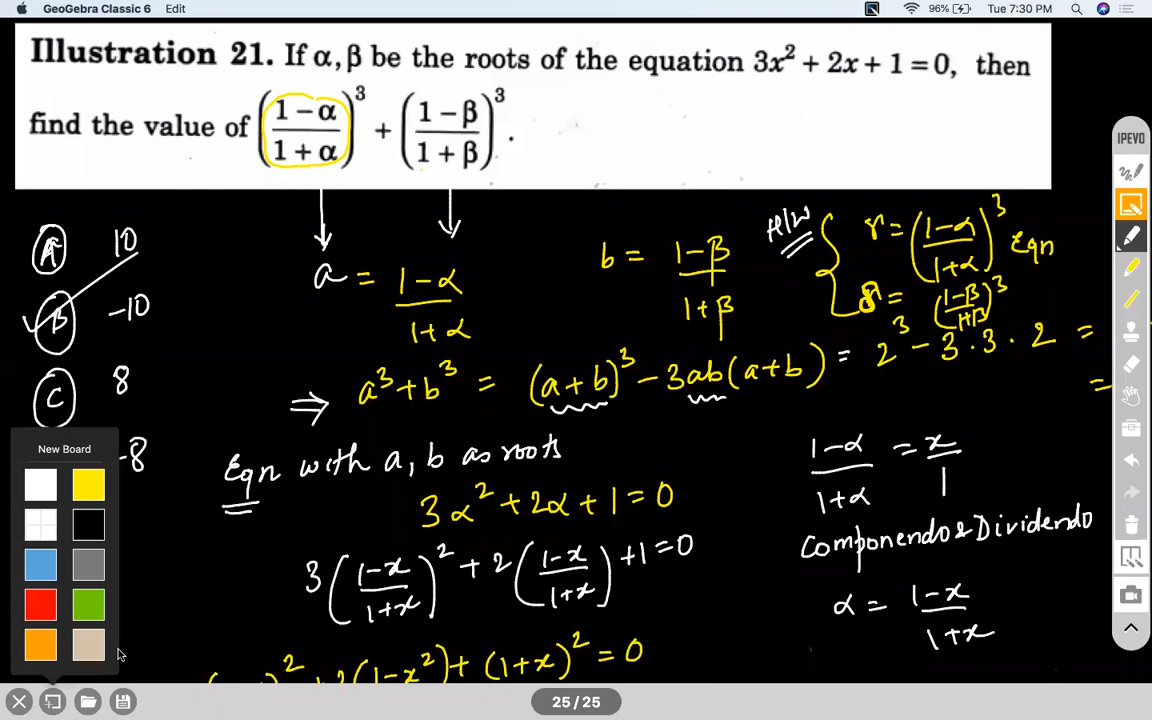 GeoGebra Classic 6 Edit 96% Tue 7:30 PM
Illustration 21. If α, β be the roots of the equation 3x² + 2x + 1 = 0, then
find the value of ((1 − α)/(1 + α))³ + ((1 − β)/(1 + β))³.
IPEVO
A 10
B −10
C 8
−8
a = (1−α)/(1+α)
b = (1−β)/(1+β)
H/W
γ = ((1−α)/(1+α))³ Eqn
δ = ((1−β)/(1+β))³
⇒ a³ + b³ = (a+b)³ − 3ab(a+b) = 2³ − 3·3·2 =
=
Eqn with a, b as roots
3α² + 2α + 1 = 0
3((1−x)/(1+x))² + 2((1−x)/(1+x)) + 1 = 0
2(1−x²) + (1+x)² = 0
(1−α)/(1+α) = x/1
Componendo & Dividendo
α = (1−x)/(1+x)
New Board
25 / 25